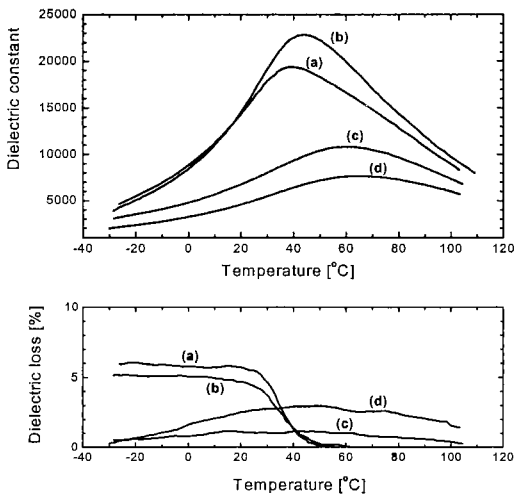 25000
20000
15000
10000
5000
Dielectric constant
(b)
(a)
(c)
(d)
-40 -20 0 20 40 60 80 100 120
Temperature [°C]
10
5
0
Dielectric loss [%]
(a)
(b)
(d)
(c)
-40 -20 0 20 40 60 80 100 120
Temperature [°C]